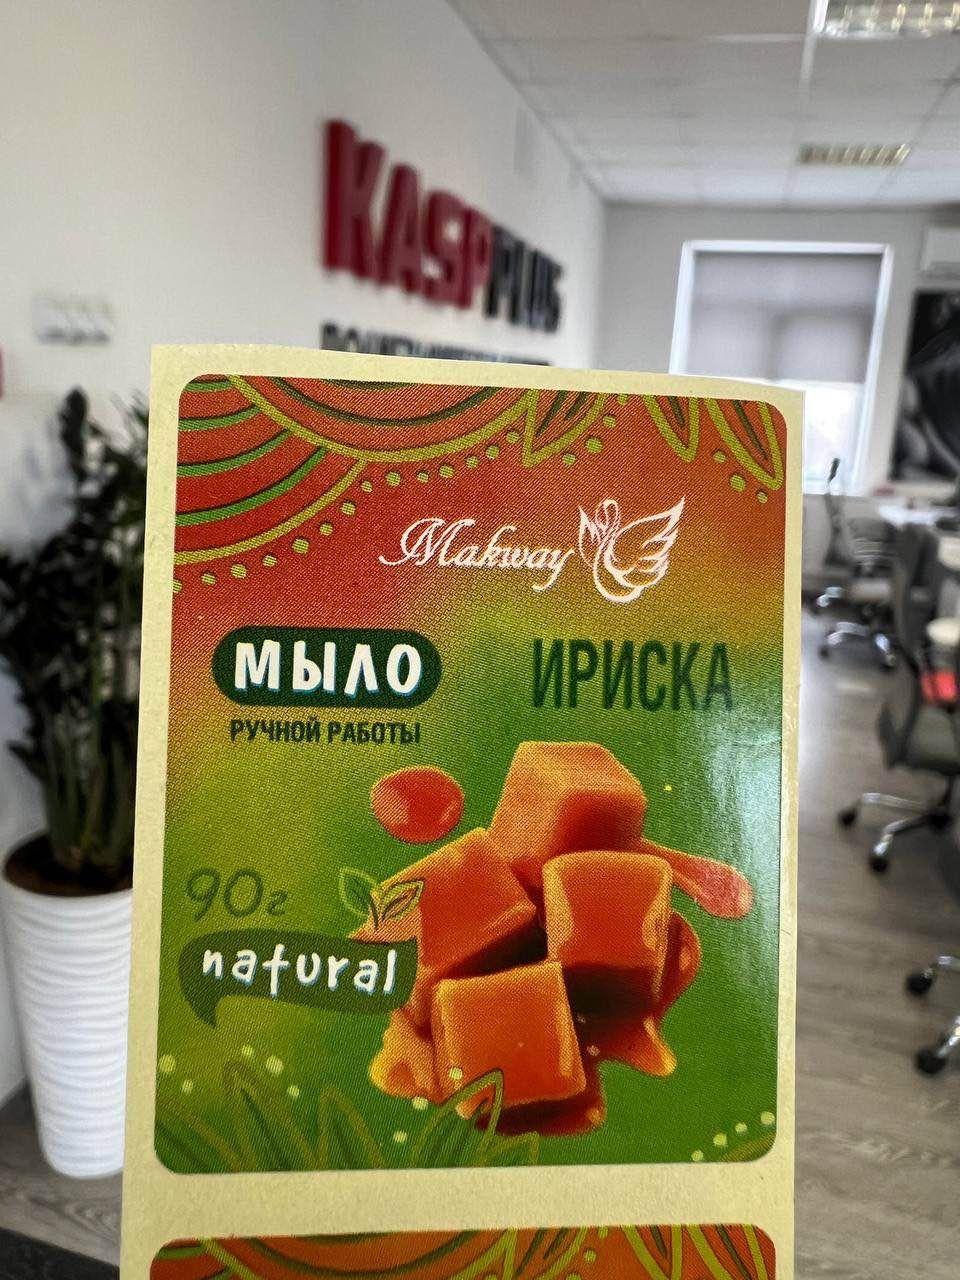 KASPPLUS
Makway
МЫЛО
РУЧНОЙ РАБОТЫ
ИРИСКА
90г
natural